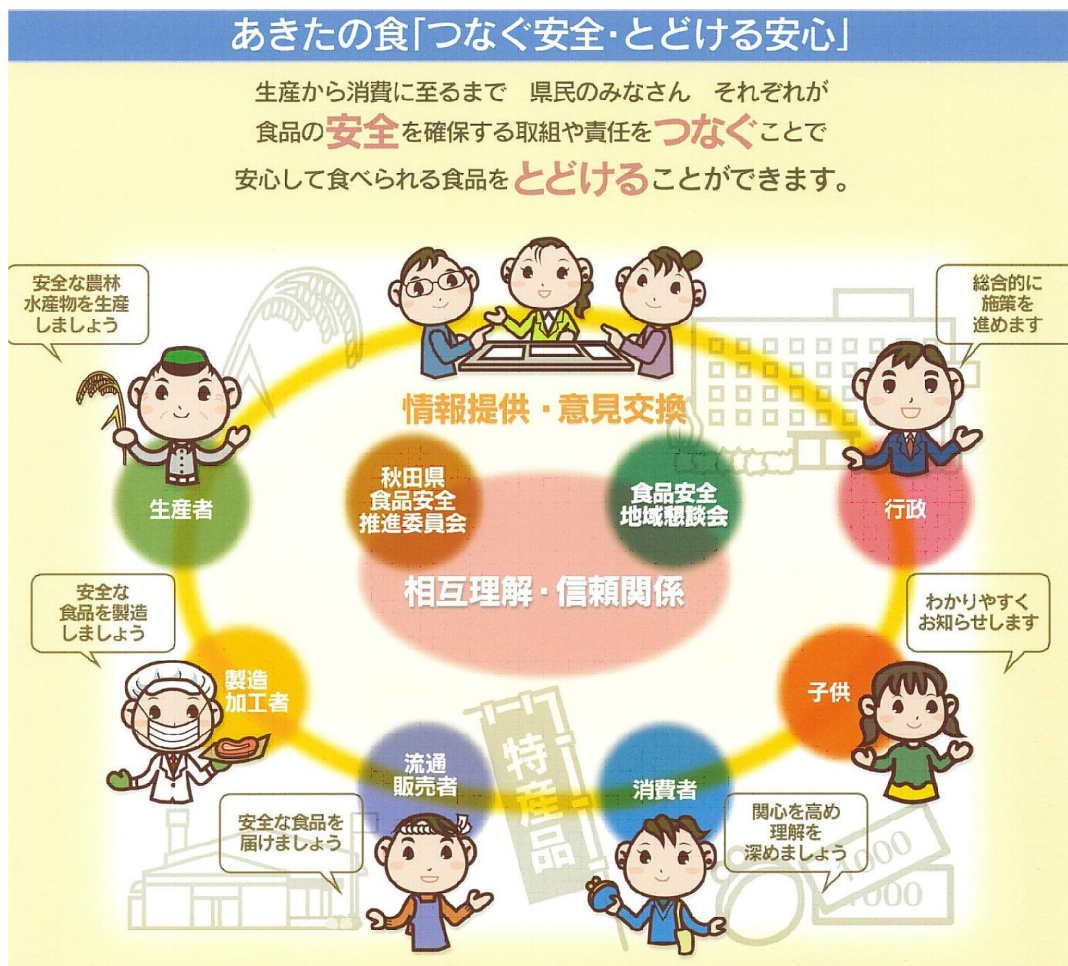 あきたの食「つなぐ安全・とどける安心」
生産から消費に至るまで　県民のみなさん　それぞれが
食品の安全を確保する取組や責任をつなぐことで
安心して食べられる食品をとどけることができます。
安全な農林
水産物を生産
しましょう
総合的に
施策を
進めます
情報提供・意見交換
生産者
秋田県
食品安全
推進委員会
食品安全
地域懇談会
行政
相互理解・信頼関係
安全な
食品を製造
しましょう
わかりやすく
お知らせします
製造
加工者
子供
流通
販売者
特産品
消費者
安全な食品を
届けましょう
関心を高め
理解を
深めましょう
1000
1000